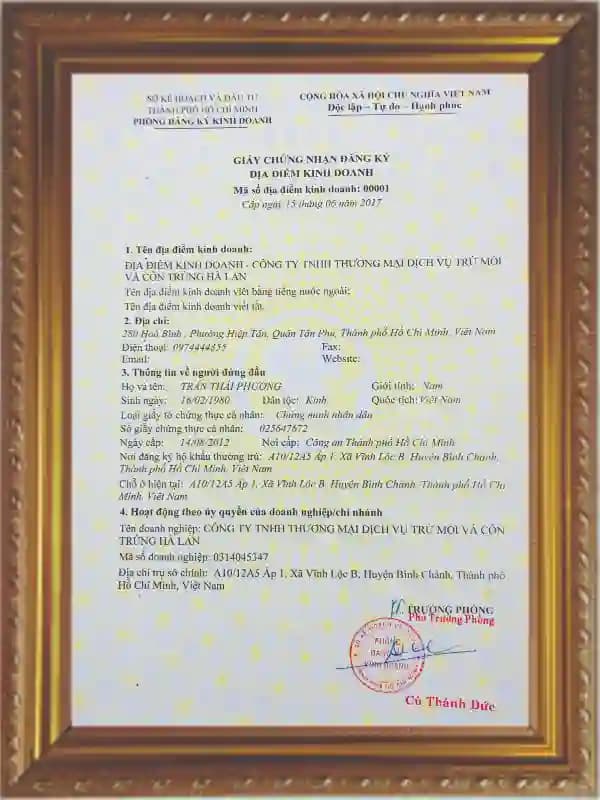 SỞ KẾ HOẠCH VÀ ĐẦU TƯ
THÀNH PHỐ HỒ CHÍ MINH
PHÒNG ĐĂNG KÝ KINH DOANH
CỘNG HÒA XÃ HỘI CHỦ NGHĨA VIỆT NAM
Độc lập – Tự do – Hạnh phúc
GIẤY CHỨNG NHẬN ĐĂNG KÝ
ĐỊA ĐIỂM KINH DOANH
Mã số địa điểm kinh doanh: 00001
Cấp ngày 15 tháng 06 năm 2017
1. Tên địa điểm kinh doanh:
ĐỊA ĐIỂM KINH DOANH - CÔNG TY TNHH THƯƠNG MẠI DỊCH VỤ TRỪ MỐI
VÀ CÔN TRÙNG HÀ LAN
Tên địa điểm kinh doanh viết bằng tiếng nước ngoài:
Tên địa điểm kinh doanh viết tắt:
2. Địa chỉ:
280 Hoà Bình , Phường Hiệp Tân, Quận Tân Phú, Thành phố Hồ Chí Minh, Việt Nam
Điện thoại: 0974444855 Fax:
Email: Website:
3. Thông tin về người đứng đầu
Họ và tên: TRẦN THÁI PHƯƠNG Giới tính: Nam
Sinh ngày: 16/02/1980 Dân tộc: Kinh Quốc tịch: Việt Nam
Loại giấy tờ chứng thực cá nhân: Chứng minh nhân dân
Số giấy chứng thực cá nhân: 025647672
Ngày cấp: 14/08/2012 Nơi cấp: Công an Thành phố Hồ Chí Minh
Nơi đăng ký hộ khẩu thường trú: A10/12A5 Ấp 1, Xã Vĩnh Lộc B, Huyện Bình Chánh,
Thành phố Hồ Chí Minh, Việt Nam
Chỗ ở hiện tại: A10/12A5 Ấp 1, Xã Vĩnh Lộc B, Huyện Bình Chánh, Thành phố Hồ Chí
Minh, Việt Nam
4. Hoạt động theo ủy quyền của doanh nghiệp/chi nhánh
Tên doanh nghiệp: CÔNG TY TNHH THƯƠNG MẠI DỊCH VỤ TRỪ MỐI VÀ CÔN
TRÙNG HÀ LAN
Mã số doanh nghiệp: 0314045347
Địa chỉ trụ sở chính: A10/12A5 Ấp 1, Xã Vĩnh Lộc B, Huyện Bình Chánh, Thành phố
Hồ Chí Minh, Việt Nam
TRƯỞNG PHÒNG
Phó Trưởng Phòng
PHÒNG
ĐĂNG KÝ
KINH DOANH
Cù Thành Đức